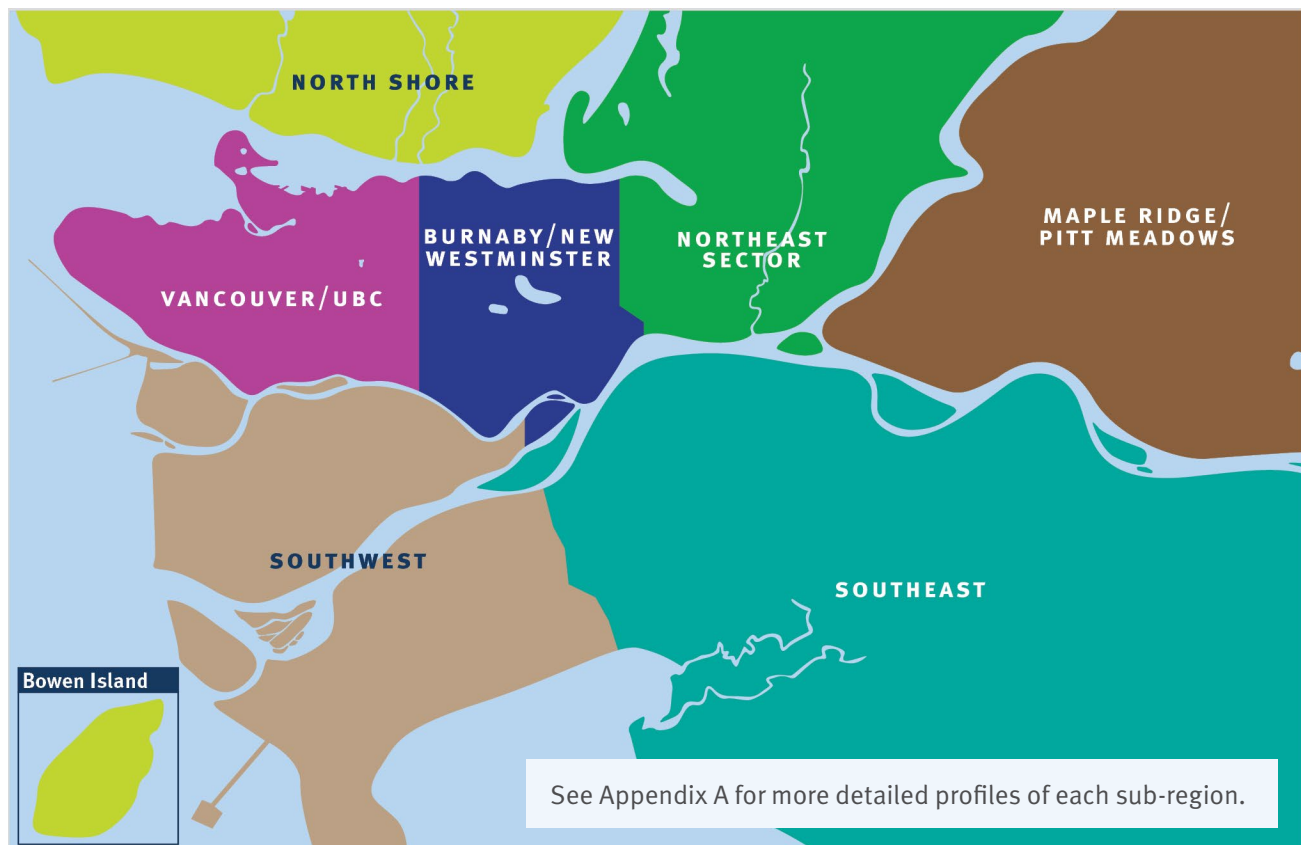 NORTH SHORE
MAPLE RIDGE/
PITT MEADOWS
BURNABY/NEW
WESTMINSTER
NORTHEAST
SECTOR
VANCOUVER/UBC
SOUTHWEST
SOUTHEAST
Bowen Island
See Appendix A for more detailed profiles of each sub-region.